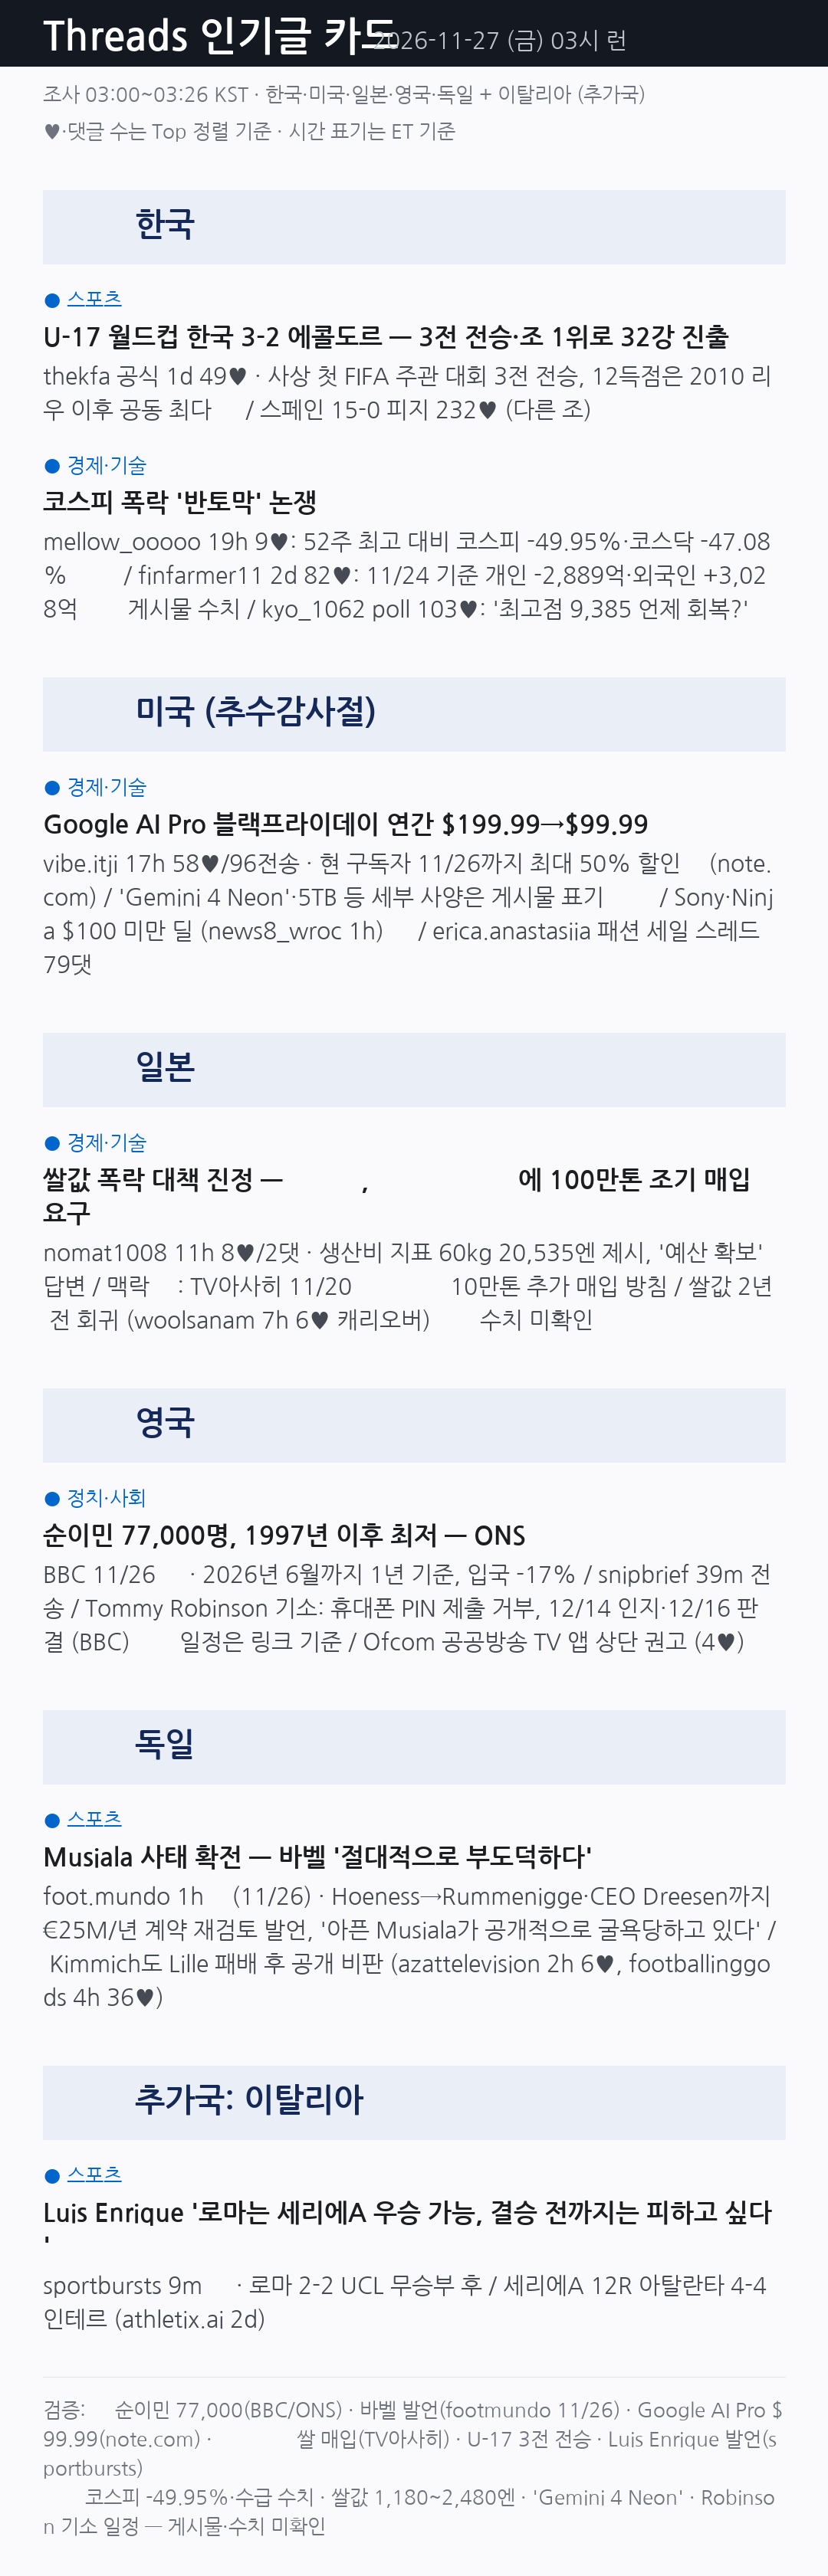 Threads 인기글 카드 2026-11-27 (금) 03시 런
조사 03:00~03:26 KST · 한국·미국·일본·영국·독일 + 이탈리아 (추가국)
♥·댓글 수는 Top 정렬 기준 · 시간 표기는 ET 기준
한국
● 스포츠
U-17 월드컵 한국 3-2 에콜도르 — 3전 전승·조 1위로 32강 진출
thekfa 공식 1d 49♥ · 사상 첫 FIFA 주관 대회 3전 전승, 12득점은 2010 리
우 이후 공동 최다 / 스페인 15-0 피지 232♥ (다른 조)
● 경제·기술
코스피 폭락 '반토막' 논쟁
mellow_ooooo 19h 9♥: 52주 최고 대비 코스피 -49.95%·코스닥 -47.08
% / finfarmer11 2d 82♥: 11/24 기준 개인 -2,889억·외국인 +3,02
8억 게시물 수치 / kyo_1062 poll 103♥: '최고점 9,385 언제 회복?'
미국 (추수감사절)
● 경제·기술
Google AI Pro 블랙프라이데이 연간 $199.99→$99.99
vibe.itji 17h 58♥/96전송 · 현 구독자 11/26까지 최대 50% 할인 (note.
com) / 'Gemini 4 Neon'·5TB 등 세부 사양은 게시물 표기 / Sony·Ninj
a $100 미만 딜 (news8_wroc 1h) / erica.anastasiia 패션 세일 스레드
79댓
일본
● 경제·기술
쌀값 폭락 대책 진정 — , 에 100만톤 조기 매입
요구
nomat1008 11h 8♥/2댓 · 생산비 지표 60kg 20,535엔 제시, '예산 확보'
답변 / 맥락 : TV아사히 11/20 10만톤 추가 매입 방침 / 쌀값 2년
전 회귀 (woolsanam 7h 6♥ 캐리오버) 수치 미확인
영국
● 정치·사회
순이민 77,000명, 1997년 이후 최저 — ONS
BBC 11/26 · 2026년 6월까지 1년 기준, 입국 -17% / snipbrief 39m 전
송 / Tommy Robinson 기소: 휴대폰 PIN 제출 거부, 12/14 인지·12/16 판
결 (BBC) 일정은 링크 기준 / Ofcom 공공방송 TV 앱 상단 권고 (4♥)
독일
● 스포츠
Musiala 사태 확전 — 바벨 '절대적으로 부도덕하다'
foot.mundo 1h (11/26) · Hoeness→Rummenigge·CEO Dreesen까지
€25M/년 계약 재검토 발언, '아픈 Musiala가 공개적으로 굴욕당하고 있다' /
Kimmich도 Lille 패배 후 공개 비판 (azattelevision 2h 6♥, footballinggo
ds 4h 36♥)
추가국: 이탈리아
● 스포츠
Luis Enrique '로마는 세리에A 우승 가능, 결승 전까지는 피하고 싶다
'
sportbursts 9m · 로마 2-2 UCL 무승부 후 / 세리에A 12R 아탈란타 4-4
인테르 (athletix.ai 2d)
검증: 순이민 77,000(BBC/ONS) · 바벨 발언(footmundo 11/26) · Google AI Pro $
99.99(note.com) · 쌀 매입(TV아사히) · U-17 3전 전승 · Luis Enrique 발언(s
portbursts)
코스피 -49.95%·수급 수치 · 쌀값 1,180~2,480엔 · 'Gemini 4 Neon' · Robinso
n 기소 일정 — 게시물·수치 미확인